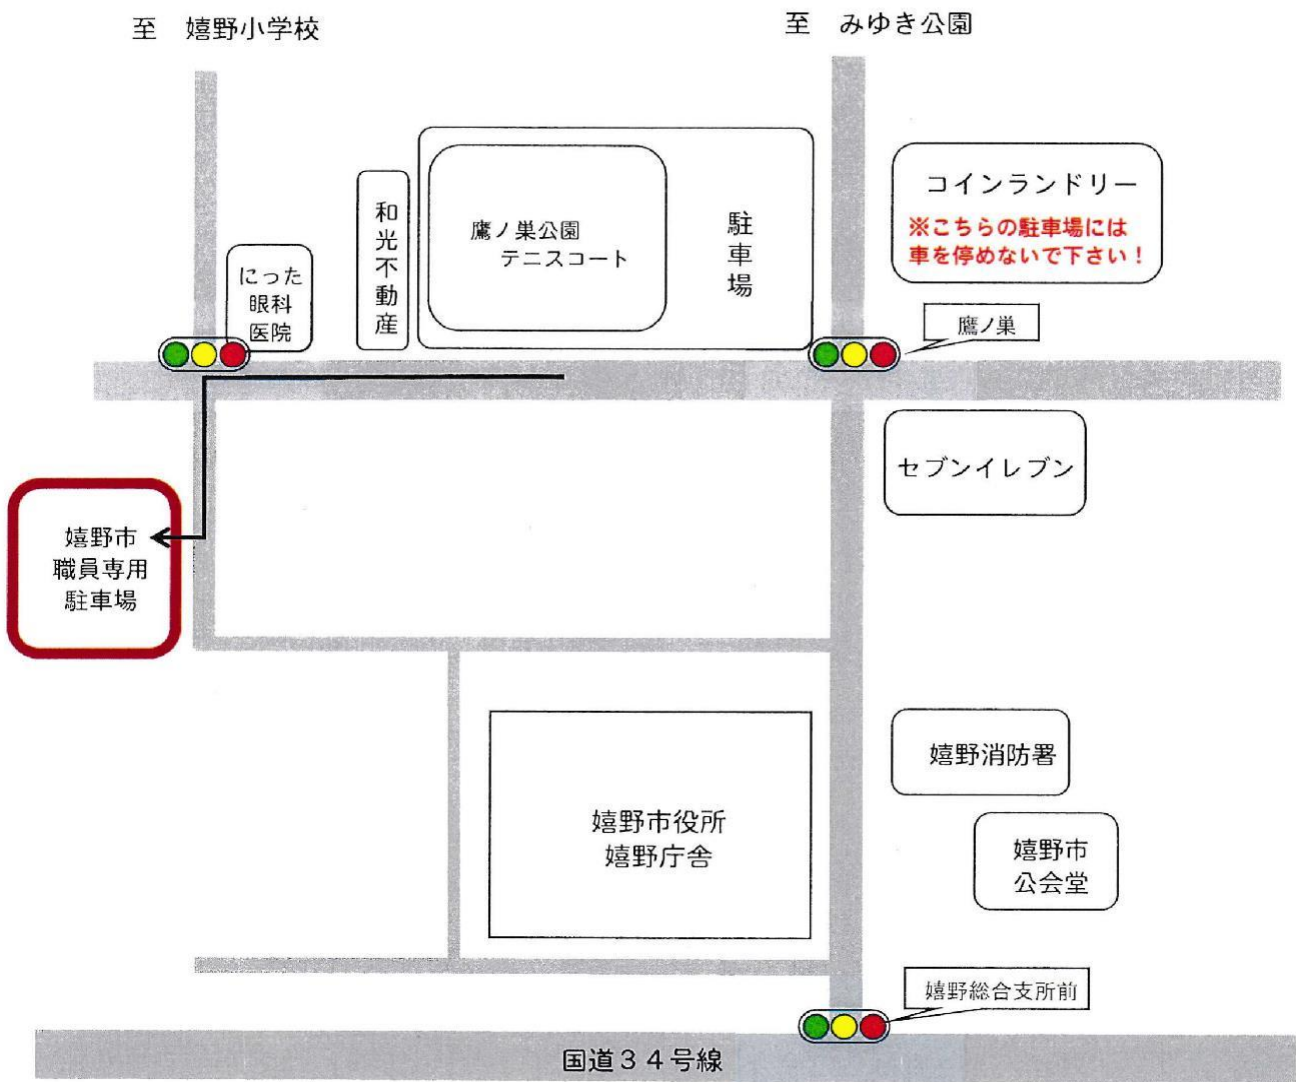 至　嬉野小学校
至　みゆき公園
コインランドリー
※こちらの駐車場には
車を停めないで下さい！
和光不動産
鷹ノ巣公園
テニスコート
駐車場
にった
眼科
医院
鷹ノ巣
セブンイレブン
嬉野市
職員専用
駐車場
嬉野消防署
嬉野市役所
嬉野庁舎
嬉野市
公会堂
嬉野総合支所前
国道３４号線